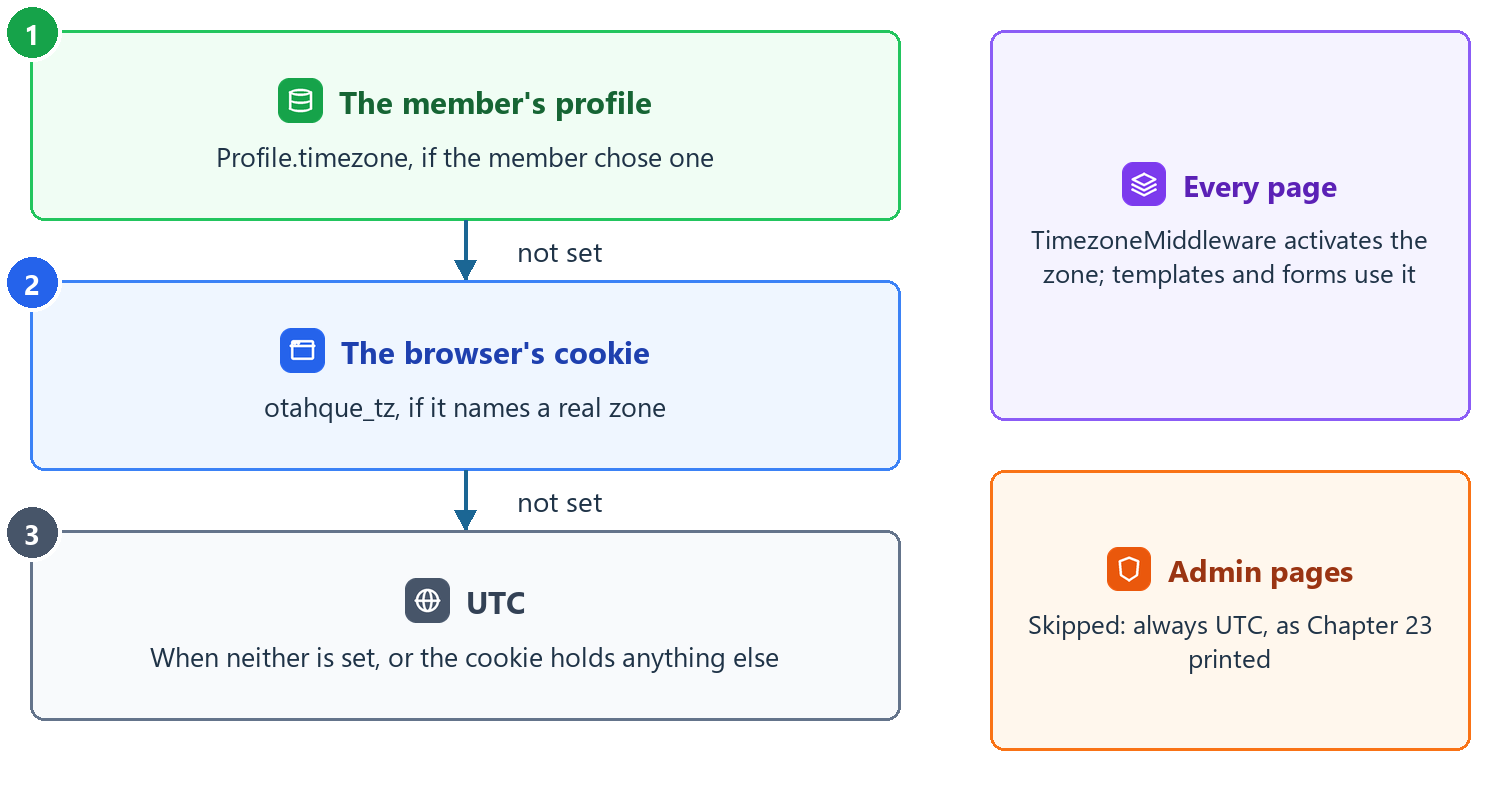 1
The member's profile
Profile.timezone, if the member chose one
not set
2
The browser's cookie
otahque_tz, if it names a real zone
not set
3
UTC
When neither is set, or the cookie holds anything else
Every page
TimezoneMiddleware activates the
zone; templates and forms use it
Admin pages
Skipped: always UTC, as Chapter 23
printed